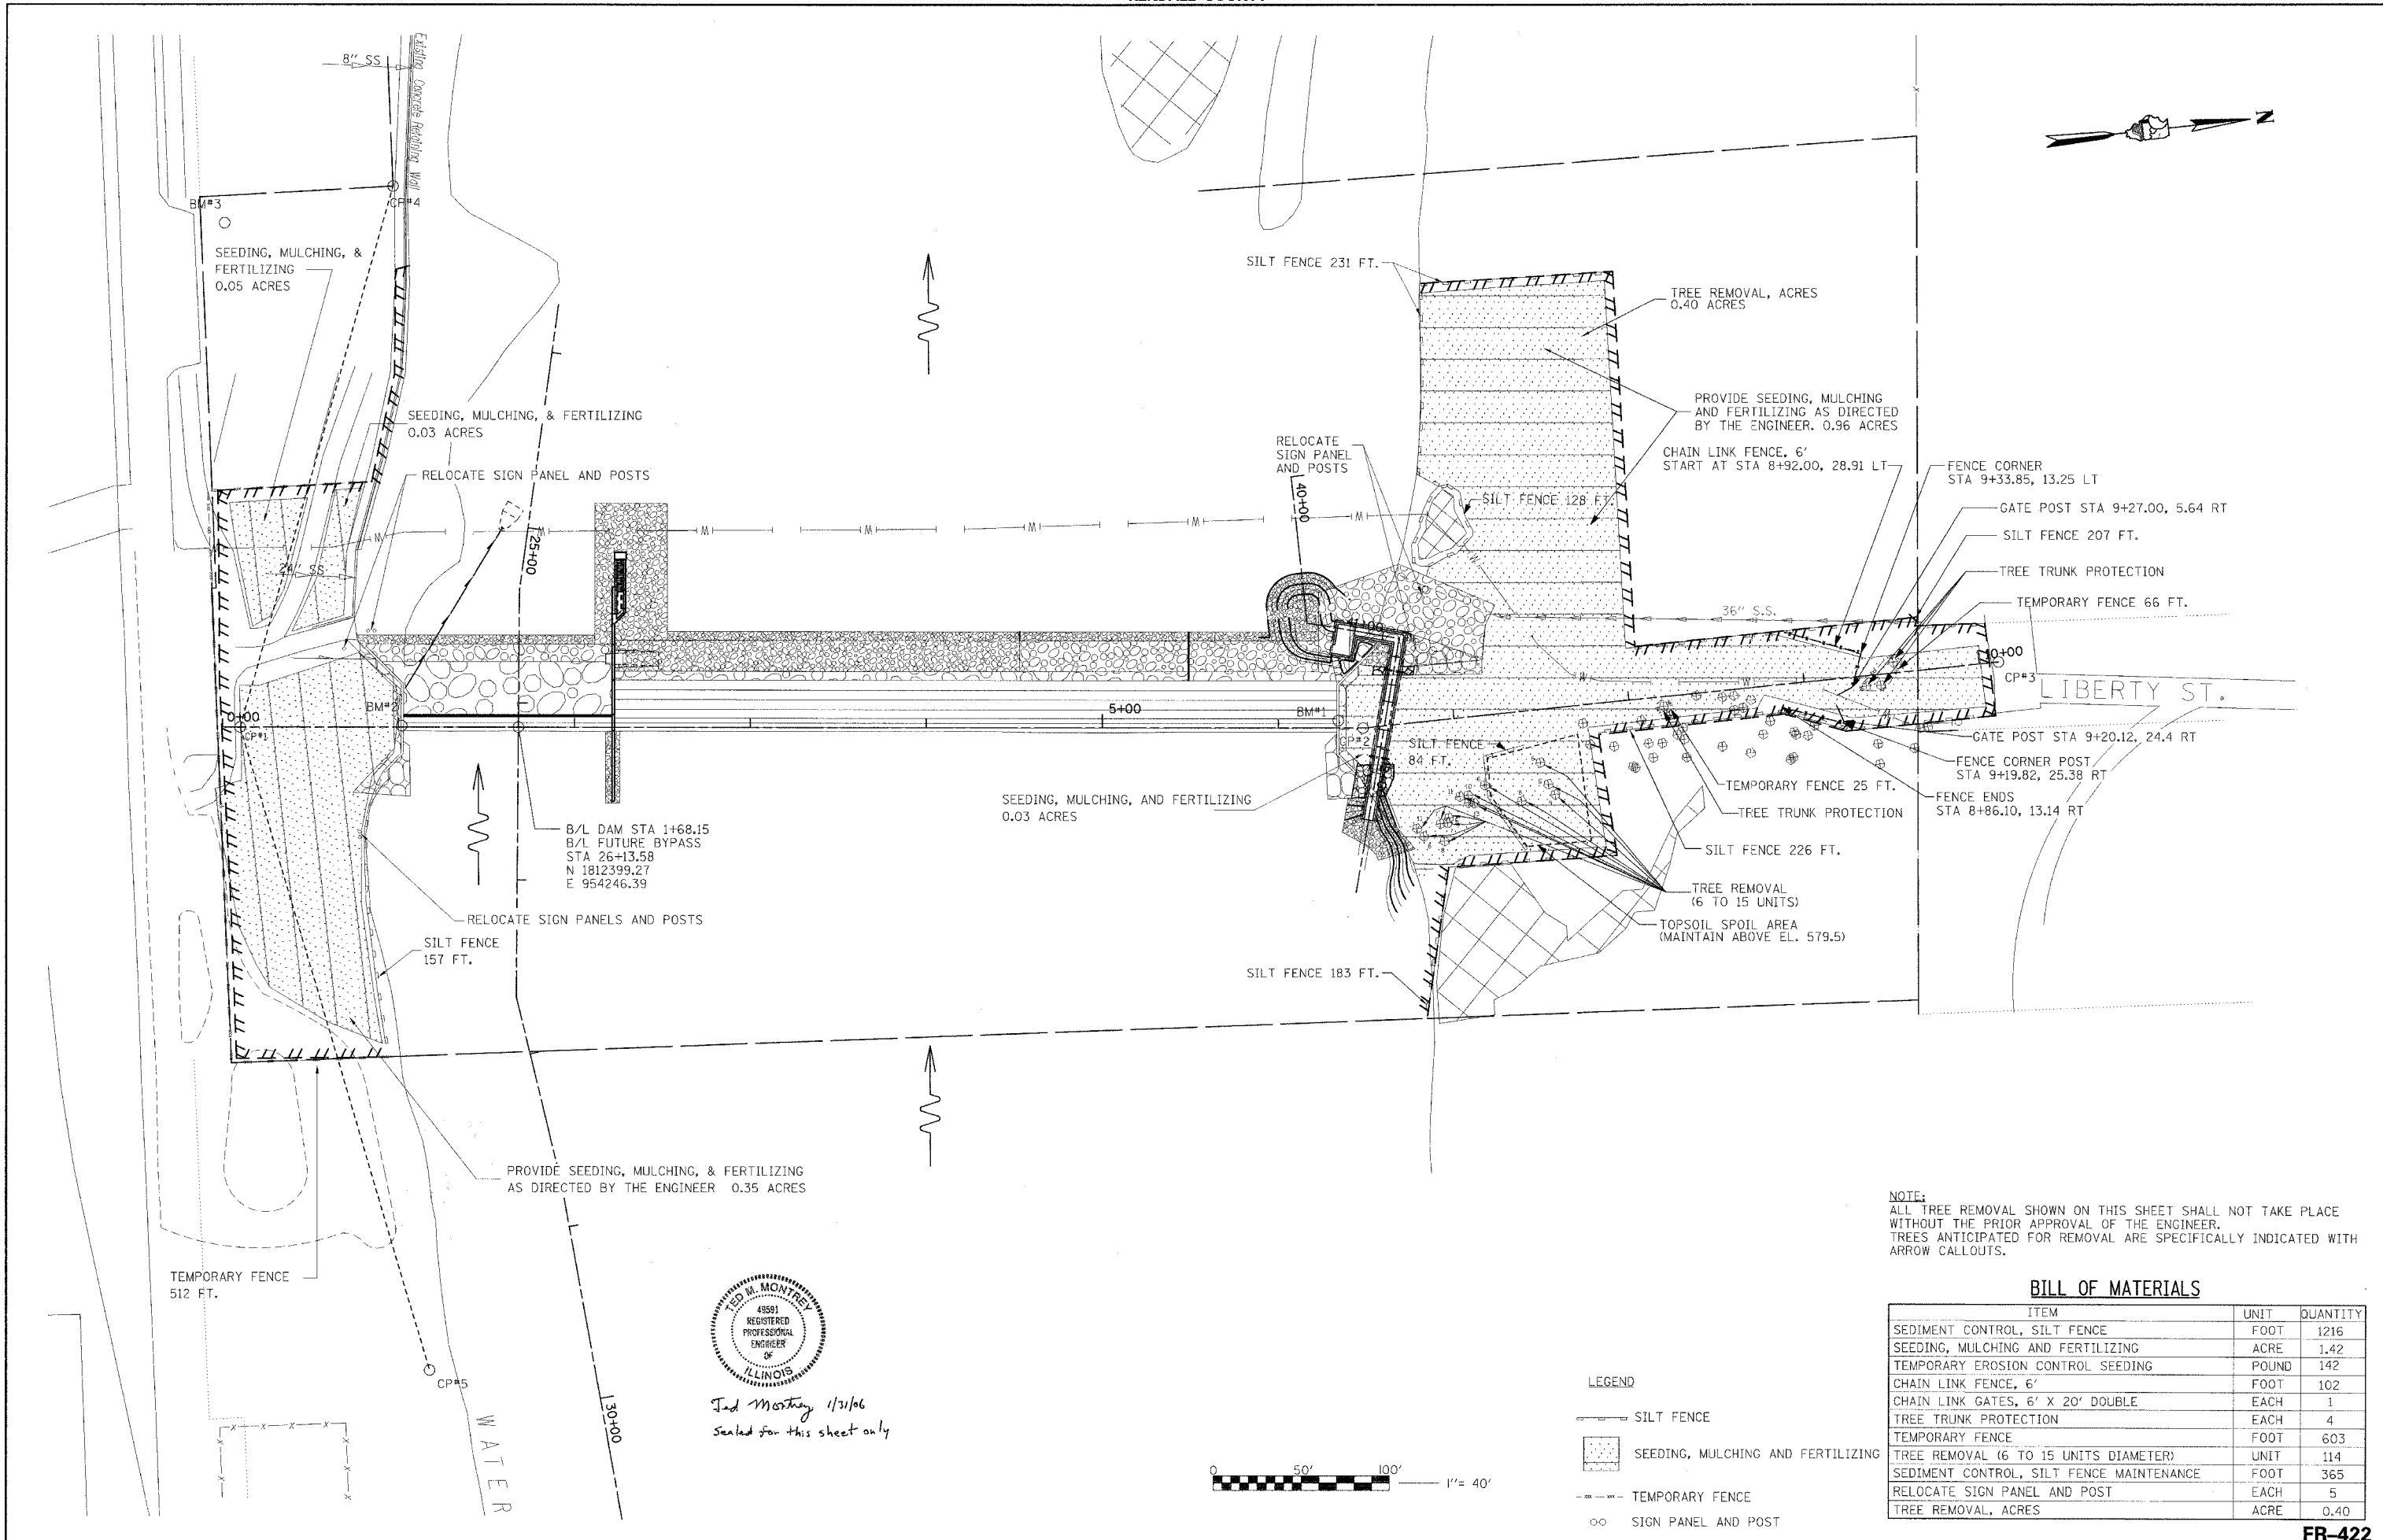 8" SS
Existing Concrete Retaining Wall
N
BM#3
CP#4
SEEDING, MULCHING, &
FERTILIZING
0.05 ACRES
SILT FENCE 231 FT.
TREE REMOVAL, ACRES
0.40 ACRES
PROVIDE SEEDING, MULCHING
AND FERTILIZING AS DIRECTED
BY THE ENGINEER. 0.96 ACRES
SEEDING, MULCHING, & FERTILIZING
0.03 ACRES
RELOCATE SIGN PANEL AND POSTS
RELOCATE
SIGN PANEL
AND POSTS
CHAIN LINK FENCE, 6'
START AT STA 8+92.00, 28.91 LT
FENCE CORNER
STA 9+33.85, 13.25 LT
GATE POST STA 9+27.00, 5.64 RT
SILT FENCE 207 FT.
TREE TRUNK PROTECTION
TEMPORARY FENCE 66 FT.
40+00
SILT FENCE 128 FT.
25+00
24" SS
36" S.S.
41+00
10+00
CP#3
LIBERTY ST.
BM#2
0+00
CP#1
5+00
BM#1
CP#2
SILT FENCE
84 FT.
GATE POST STA 9+20.12, 24.4 RT
FENCE CORNER POST
STA 9+19.82, 25.38 RT
TEMPORARY FENCE 25 FT.
FENCE ENDS
STA 8+86.10, 13.14 RT
TREE TRUNK PROTECTION
SEEDING, MULCHING, AND FERTILIZING
0.03 ACRES
B/L DAM STA 1+68.15
B/L FUTURE BYPASS
STA 26+13.58
N 1812399.27
E 954246.39
SILT FENCE 226 FT.
TREE REMOVAL
(6 TO 15 UNITS)
TOPSOIL SPOIL AREA
(MAINTAIN ABOVE EL. 579.5)
RELOCATE SIGN PANELS AND POSTS
SILT FENCE
157 FT.
SILT FENCE 183 FT.
PROVIDE SEEDING, MULCHING, & FERTILIZING
AS DIRECTED BY THE ENGINEER 0.35 ACRES
TEMPORARY FENCE
512 FT.
CP#5
WATER
30+00
TED M. MONTREY
49591
REGISTERED
PROFESSIONAL
ENGINEER
OF
ILLINOIS
Ted Montrey 1/31/06
Sealed for this sheet only
0 50' 100'
1"= 40'
LEGEND
SILT FENCE
SEEDING, MULCHING AND FERTILIZING
TEMPORARY FENCE
SIGN PANEL AND POST
NOTE:
ALL TREE REMOVAL SHOWN ON THIS SHEET SHALL NOT TAKE PLACE
WITHOUT THE PRIOR APPROVAL OF THE ENGINEER.
TREES ANTICIPATED FOR REMOVAL ARE SPECIFICALLY INDICATED WITH
ARROW CALLOUTS.
BILL OF MATERIALS
ITEM UNIT QUANTITY
SEDIMENT CONTROL, SILT FENCE FOOT 1216
SEEDING, MULCHING AND FERTILIZING ACRE 1.42
TEMPORARY EROSION CONTROL SEEDING POUND 142
CHAIN LINK FENCE, 6' FOOT 102
CHAIN LINK GATES, 6' X 20' DOUBLE EACH 1
TREE TRUNK PROTECTION EACH 4
TEMPORARY FENCE FOOT 603
TREE REMOVAL (6 TO 15 UNITS DIAMETER) UNIT 114
SEDIMENT CONTROL, SILT FENCE MAINTENANCE FOOT 365
RELOCATE SIGN PANEL AND POST EACH 5
TREE REMOVAL, ACRES ACRE 0.40
FR-422